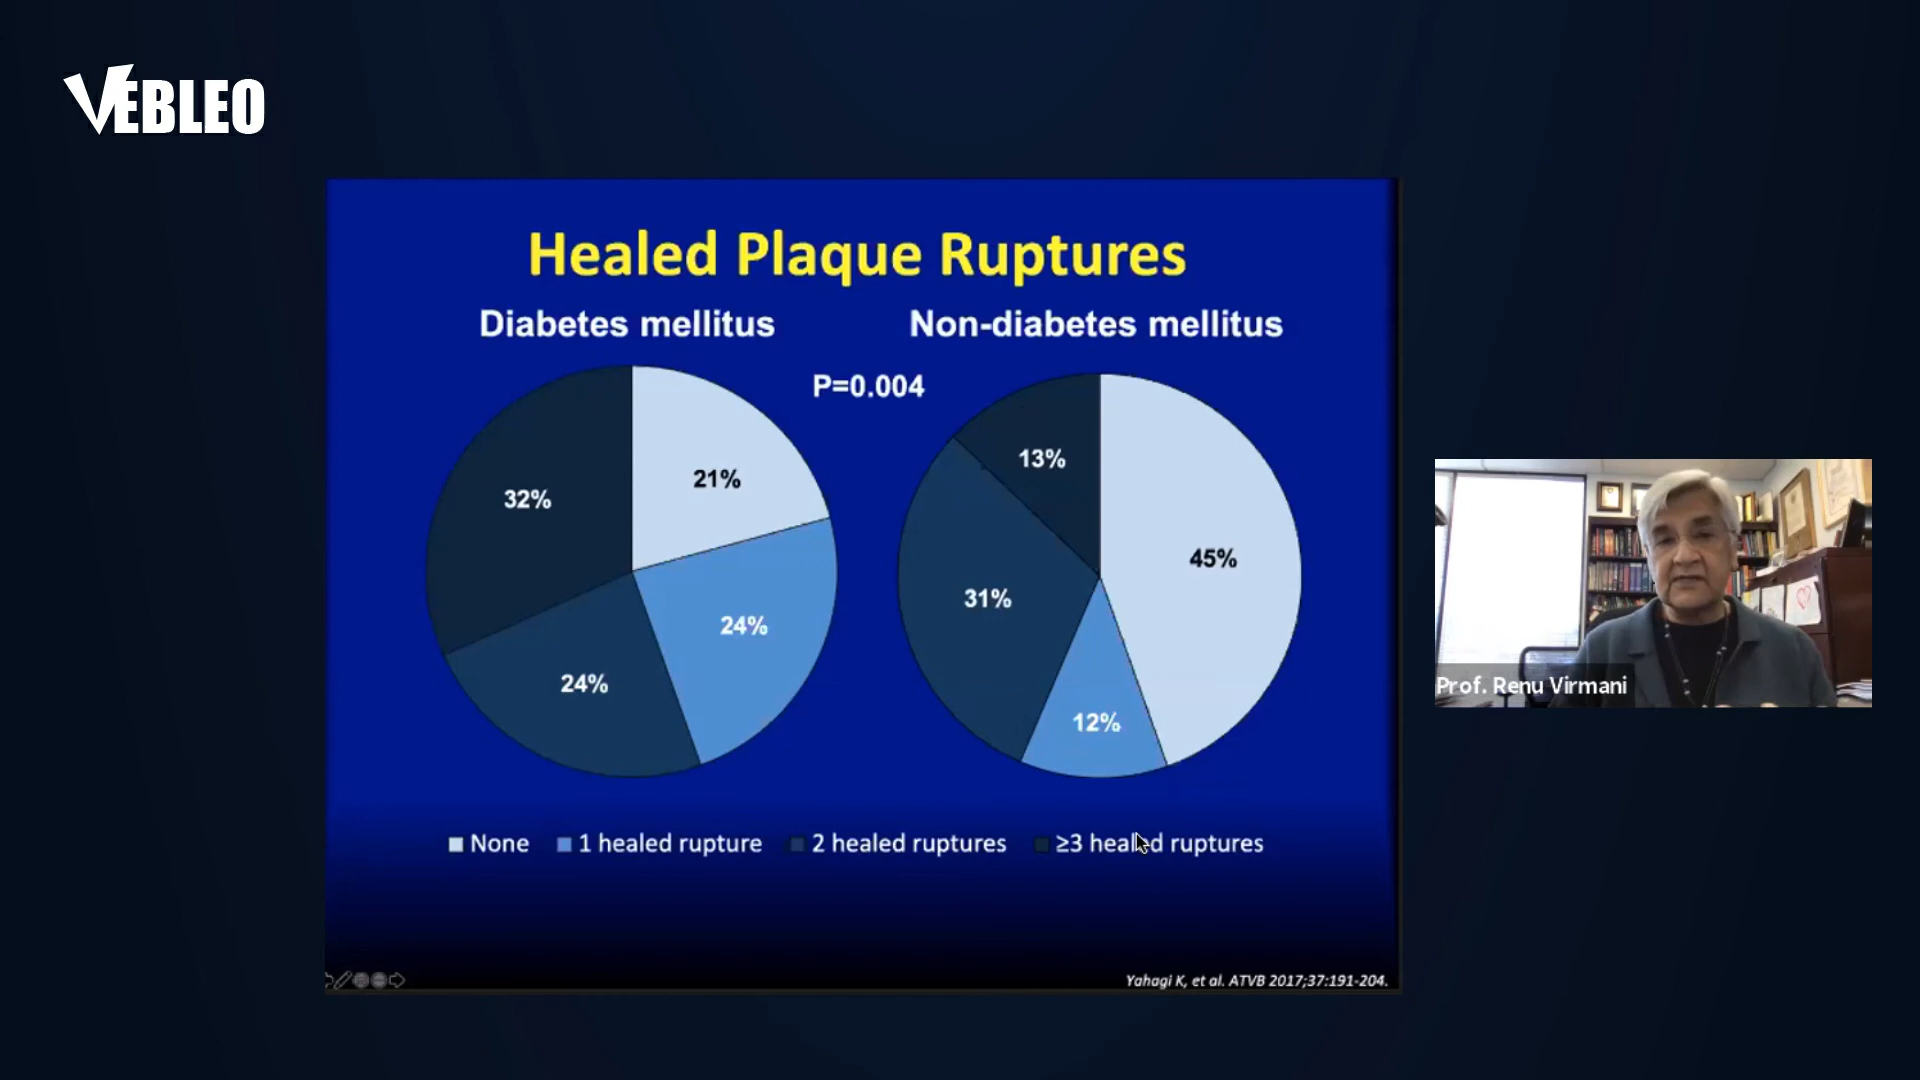 VEBLEO
Healed Plaque Ruptures
Diabetes mellitus
Non-diabetes mellitus
P=0.004
32%
21%
24%
24%
13%
45%
31%
12%
None
1 healed rupture
2 healed ruptures
≥3 healed ruptures
Yahagi K, et al. ATVB 2017;37:191-204.
Prof. Renu Virmani